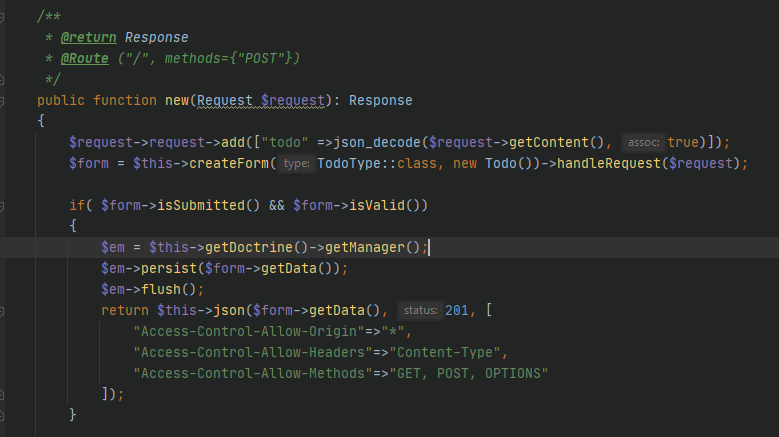 /**
 * @return Response
 * @Route ("/", methods={"POST"})
 */
public function new(Request $request): Response
{
    $request->request->add(["todo" =>json_decode($request->getContent(), assoc: true)]);
    $form = $this->createForm( type: TodoType::class, new Todo())->handleRequest($request);

    if( $form->isSubmitted() && $form->isValid())
    {
        $em = $this->getDoctrine()->getManager();
        $em->persist($form->getData());
        $em->flush();
        return $this->json($form->getData(), status: 201, [
            "Access-Control-Allow-Origin"=>"*",
            "Access-Control-Allow-Headers"=>"Content-Type",
            "Access-Control-Allow-Methods"=>"GET, POST, OPTIONS"
        ]);
    }